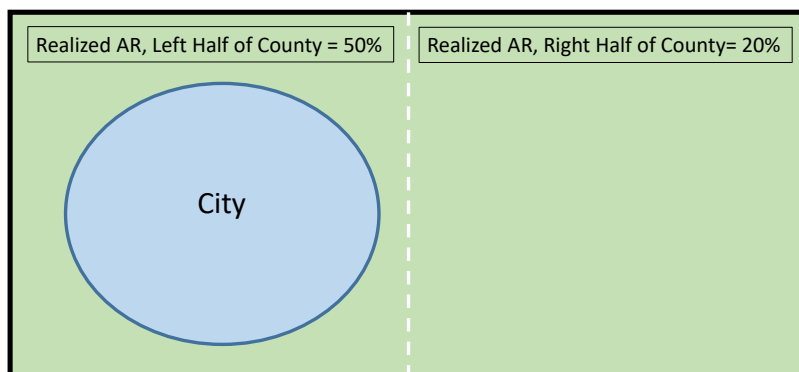 Realized AR, Left Half of County = 50%
Realized AR, Right Half of County= 20%
City